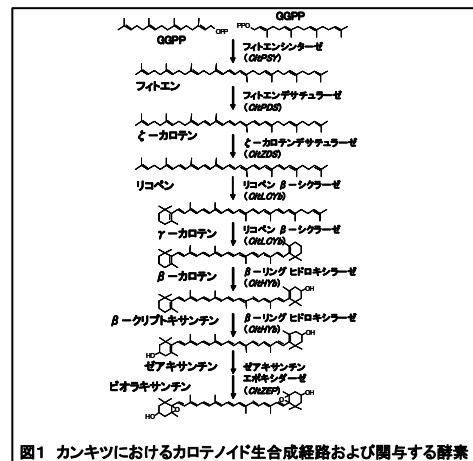 OPP PPO GGPP
GGPP
フィトエンシンターゼ
(CitPSY)
フィトエン
フィトエンデサチュラーゼ
(CitPDS)
ζ-カロテン
ζ-カロテンデサチュラーゼ
(CitZDS)
リコペン
リコペン β-シクラーゼ
(CitLCYb)
γ-カロテン
リコペン β-シクラーゼ
(CitLCYb)
β-カロテン
β-リング ヒドロキシラーゼ
(CitHYb)
OH
β-クリプトキサンチン
β-リング ヒドロキシラーゼ
(CitHYb)
OH
HO
ゼアキサンチン
ゼアキサンチン
エポキシダーゼ
(CitZEP)
ビオラキサンチン
OH
O
O
HO
図1 カンキツにおけるカロテノイド生合成経路および関与する酵素